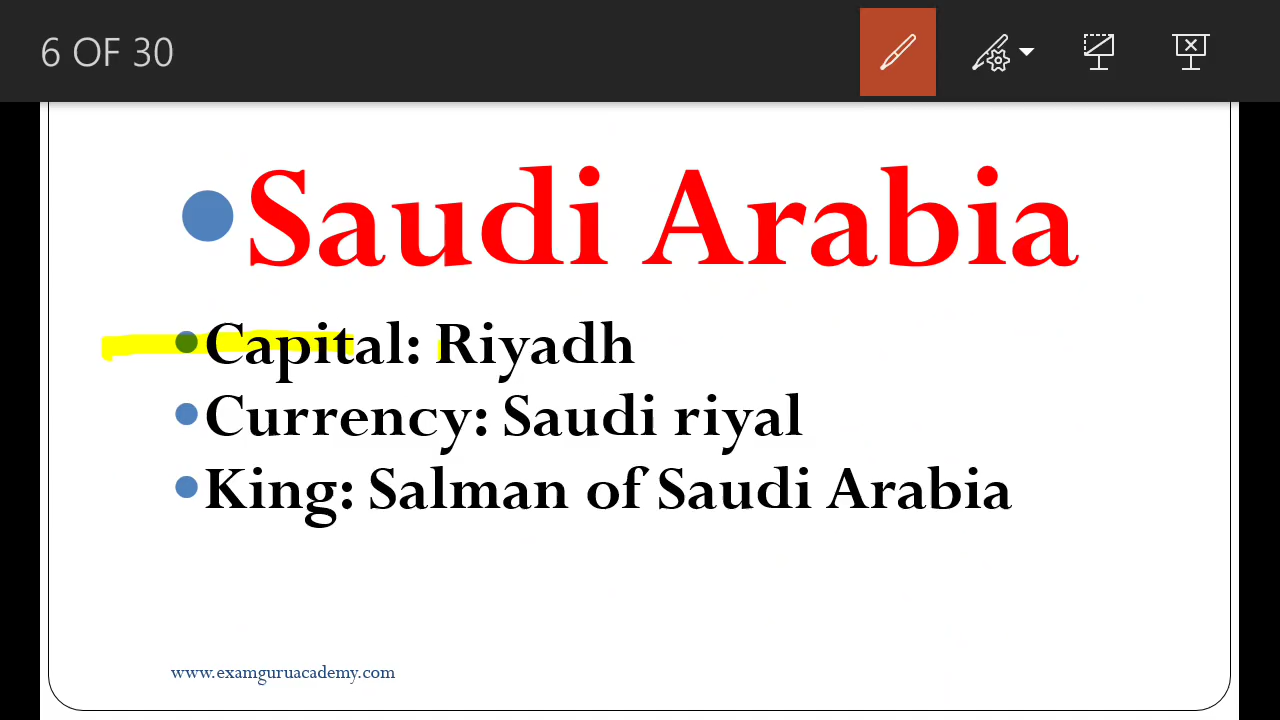 6 OF 30
Saudi Arabia
Capital: Riyadh
Currency: Saudi riyal
King: Salman of Saudi Arabia
www.examguruacademy.com